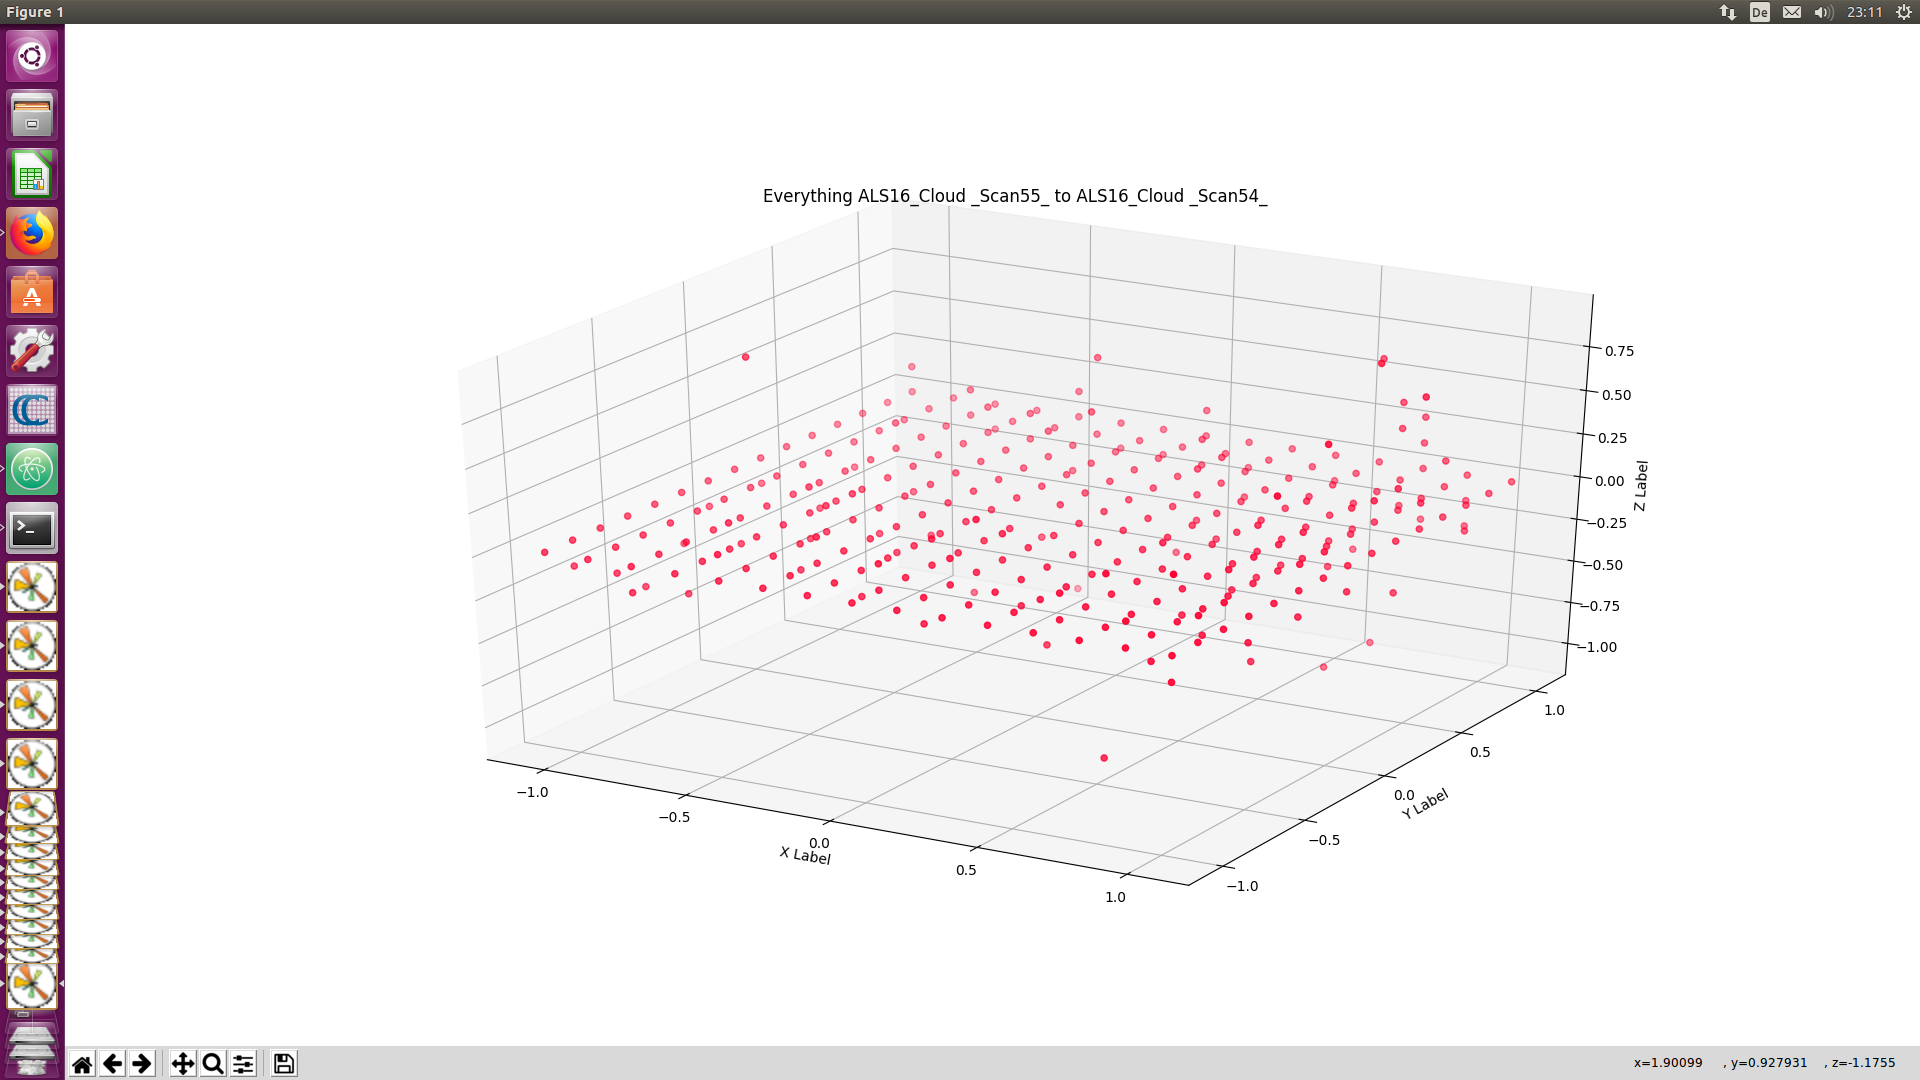 Figure 1
De
23:11
Everything ALS16_Cloud _Scan55_ to ALS16_Cloud _Scan54_
0.75
0.50
0.25
0.00
−0.25
−0.50
−0.75
−1.00
Z Label
1.0
0.5
0.0
−0.5
−1.0
Y Label
−1.0
−0.5
0.0
0.5
1.0
X Label
x=1.90099 , y=0.927931 , z=-1.1755